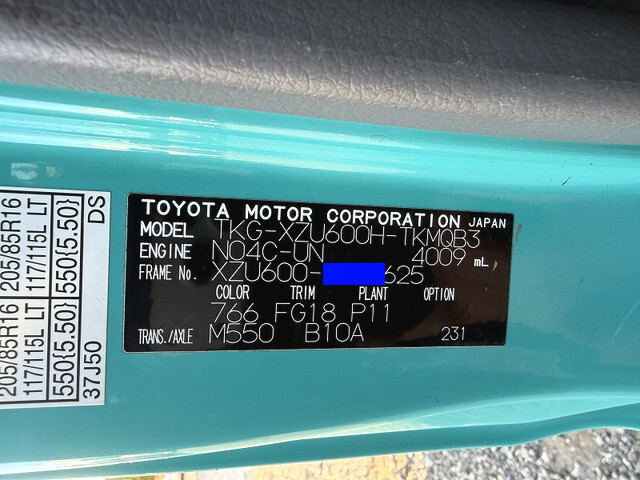 TOYOTA MOTOR CORPORATION JAPAN
MODEL TKG-XZU600H-TKMQB3
ENGINE N04C-UN 4009 mL
FRAME No. XZU600-625
COLOR TRIM PLANT OPTION
766 FG18 P11
TRANS./AXLE M550 B10A 231
205/85R16 205/85R16
117/115L LT 117/115L LT
550{5.50} 550{5.50}
37J50 DS